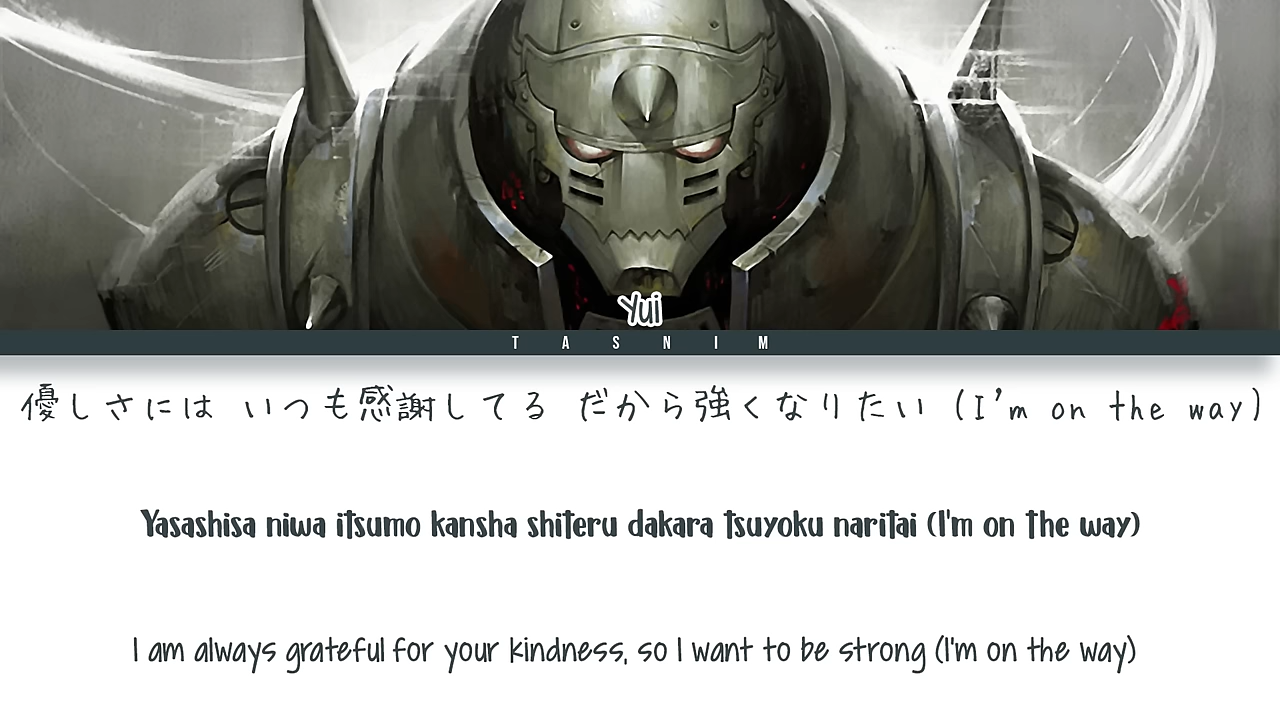 Yui
TASNIM
優しさには いつも感謝してる だから強くなりたい (I'm on the way)
Yasashisa niwa itsumo kansha shiteru dakara tsuyoku naritai (I'm on the way)
I am always grateful for your kindness, so I want to be strong (I'm on the way)